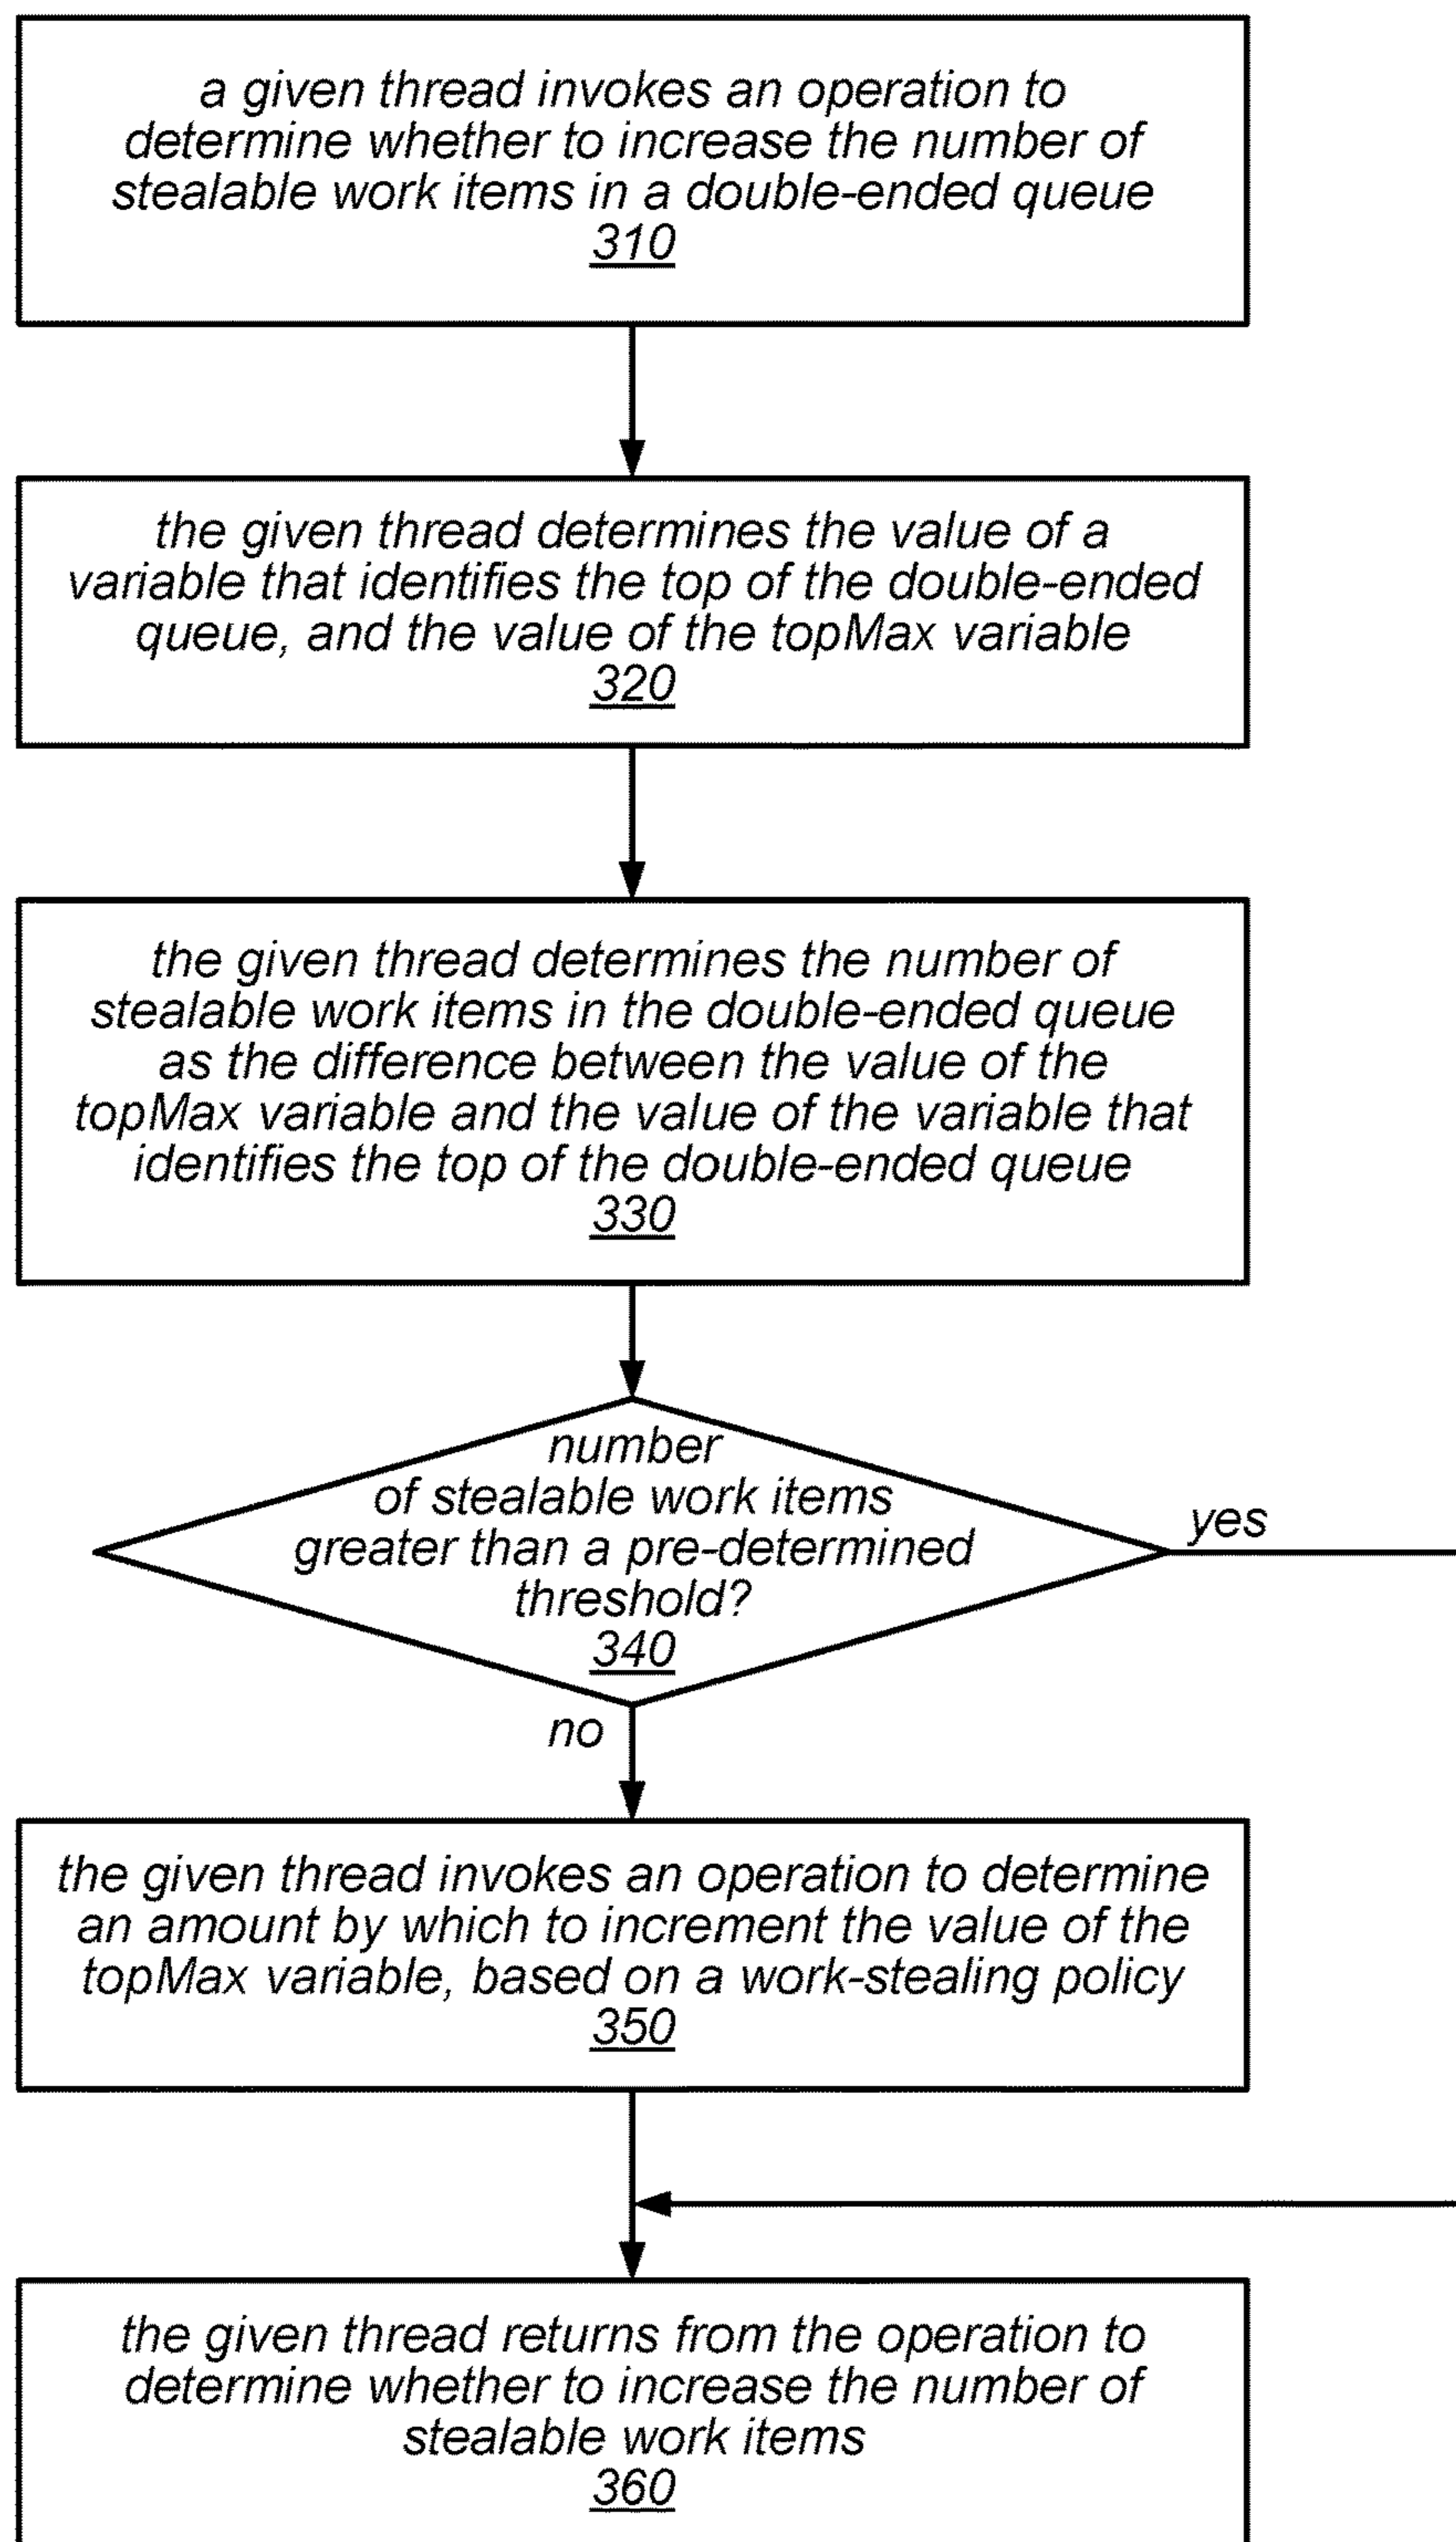 a given thread invokes an operation to
determine whether to increase the number of
stealable work items in a double-ended queue
310
the given thread determines the value of a
variable that identifies the top of the double-ended
queue, and the value of the topMax variable
320
the given thread determines the number of
stealable work items in the double-ended queue
as the difference between the value of the
topMax variable and the value of the variable that
identifies the top of the double-ended queue
330
number
of stealable work items
greater than a pre-determined
threshold?
340
yes
no
the given thread invokes an operation to determine
an amount by which to increment the value of the
topMax variable, based on a work-stealing policy
350
the given thread returns from the operation to
determine whether to increase the number of
stealable work items
360